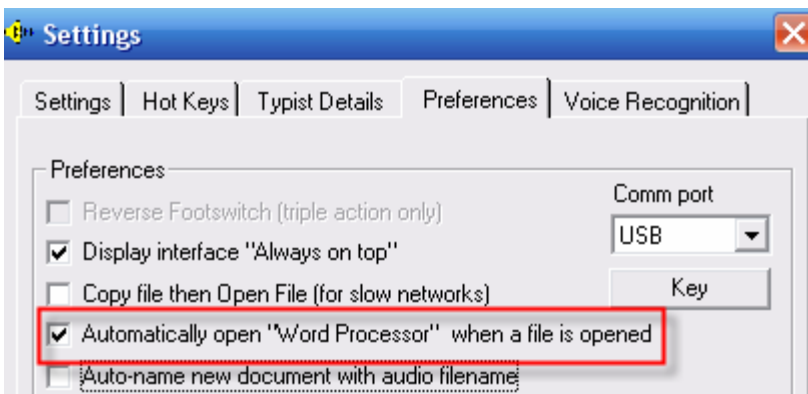 Settings
Settings Hot Keys Typist Details Preferences Voice Recognition
Preferences
Comm port
Reverse Footswitch (triple action only)
USB
Display interface "Always on top"
Key
Copy file then Open File (for slow networks)
Automatically open "Word Processor" when a file is opened
Auto-name new document with audio filename